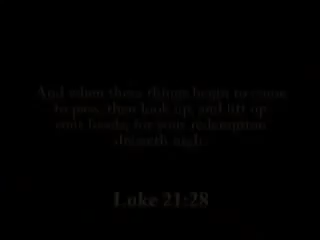 And when these things begin to come
to pass, then look up, and lift up
your heads; for your redemption
draweth nigh.
Luke 21:28